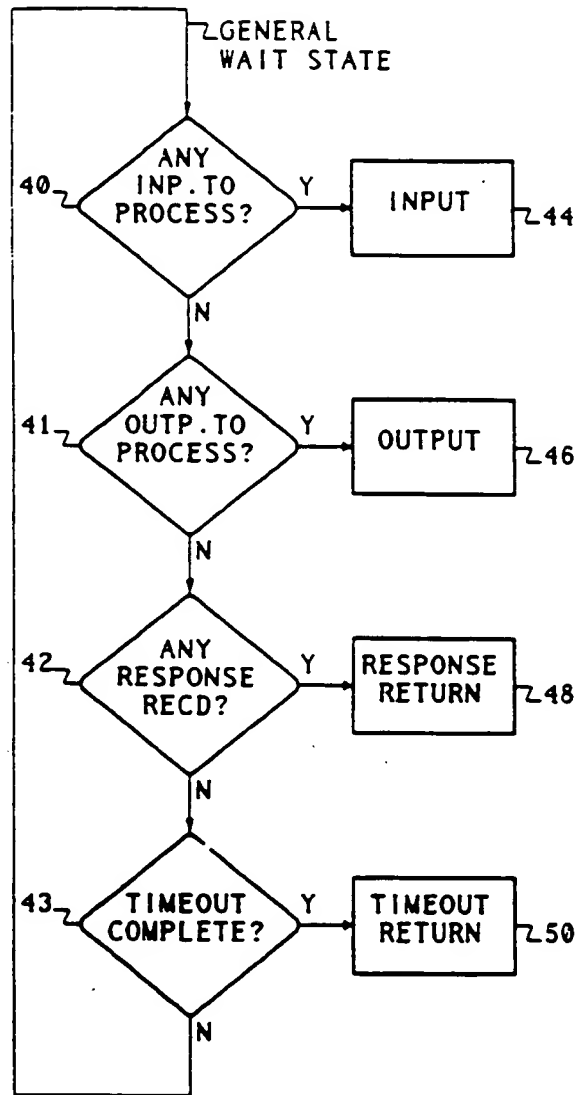 GENERAL
WAIT STATE
40
ANY
INP.TO
PROCESS?
Y
INPUT
44
N
41
ANY
OUTP.TO
PROCESS?
Y
OUTPUT
46
N
42
ANY
RESPONSE
RECD?
Y
RESPONSE
RETURN
48
N
43
TIMEOUT
COMPLETE?
Y
TIMEOUT
RETURN
50
N